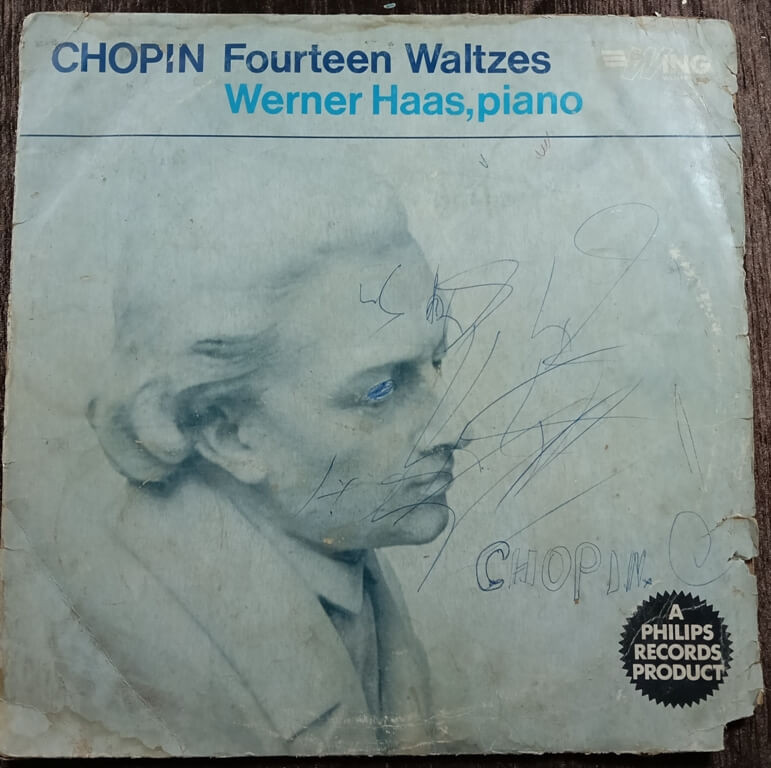 CHOPIN Fourteen Waltzes
WING
Werner Haas, piano
CHOPIN.
A
PHILIPS
RECORDS
PRODUCT